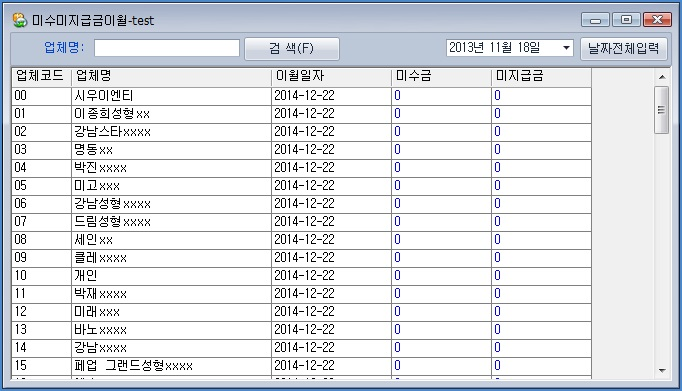 미수미지급금이월-test
업체명: 검 색(F) 2013년 11월 18일 날짜전체입력
업체코드 업체명 이월일자 미수금 미지급금
00 시우이엔티 2014-12-22 0 0
01 이종희성형xx 2014-12-22 0 0
02 강남스타xxxx 2014-12-22 0 0
03 명동xx 2014-12-22 0 0
04 박진xxxx 2014-12-22 0 0
05 미고xxx 2014-12-22 0 0
06 강남성형xxxx 2014-12-22 0 0
07 드림성형xxxx 2014-12-22 0 0
08 세인xx 2014-12-22 0 0
09 클레xxxx 2014-12-22 0 0
10 개인 2014-12-22 0 0
11 박재xxxx 2014-12-22 0 0
12 미래xxx 2014-12-22 0 0
13 바노xxxx 2014-12-22 0 0
14 강남xxxx 2014-12-22 0 0
15 페업 그랜드성형xxxx 2014-12-22 0 0